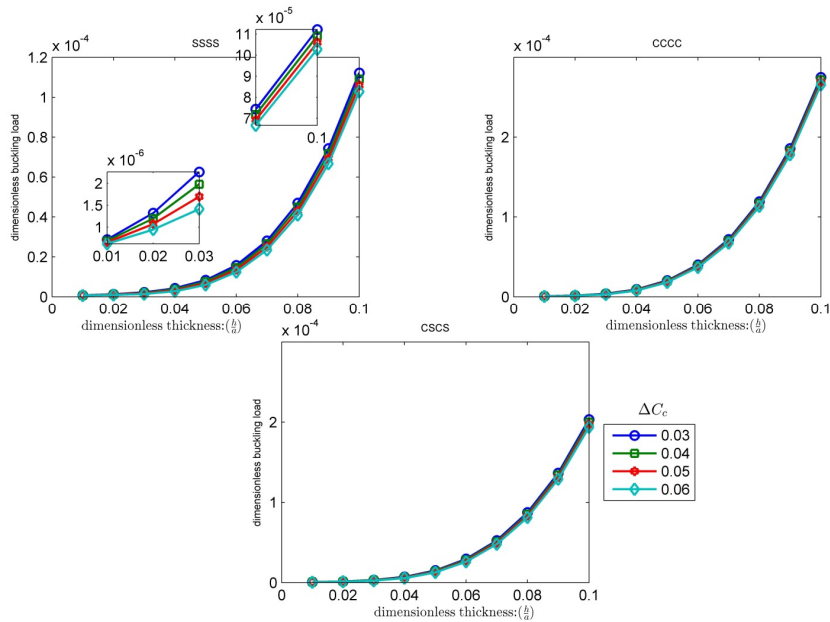 SSSS
x 10^-4
dimensionless buckling load
1.2
1
0.8
0.6
0.4
0.2
0
0 0.02 0.04 0.06 0.08 0.1
dimensionless thickness:(h/a)
x 10^-5
11
10
9
8
7
0.1
x 10^-6
2
1.5
1
0.01 0.02 0.03
CCCC
x 10^-4
dimensionless buckling load
2
0
0 0.02 0.04 0.06 0.08 0.1
dimensionless thickness:(h/a)
CSCS
x 10^-4
dimensionless buckling load
2
0
0 0.02 0.04 0.06 0.08 0.1
dimensionless thickness:(h/a)
ΔC_c
0.03
0.04
0.05
0.06